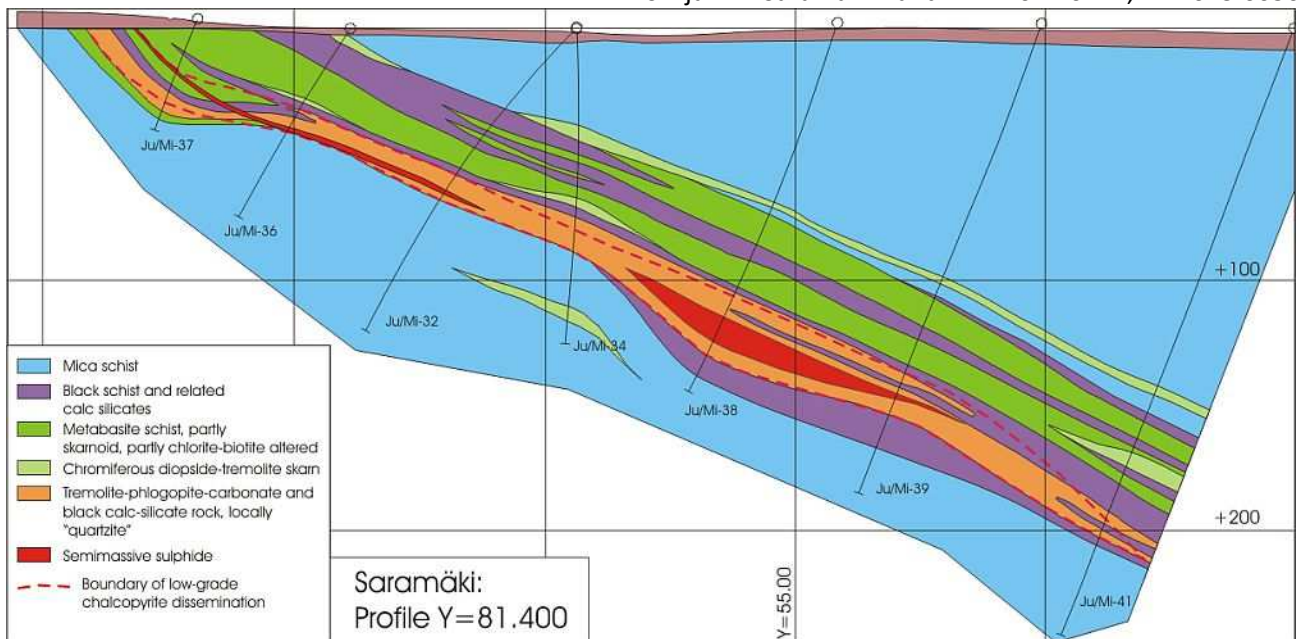 Ju/Mi-37
Ju/Mi-36
Ju/Mi-32
Ju/Mi-34
Ju/Mi-38
Ju/Mi-39
Ju/Mi-41
+100
+200
Mica schist
Black schist and related
calc silicates
Metabasite schist, partly
skarnoid, partly chlorite-biotite altered
Chromiferous diopside-tremolite skarn
Tremolite-phlogopite-carbonate and
black calc-silicate rock, locally
"quartzite"
Semimassive sulphide
Boundary of low-grade
chalcopyrite dissemination
Saramäki:
Profile Y=81.400
Y=55.00